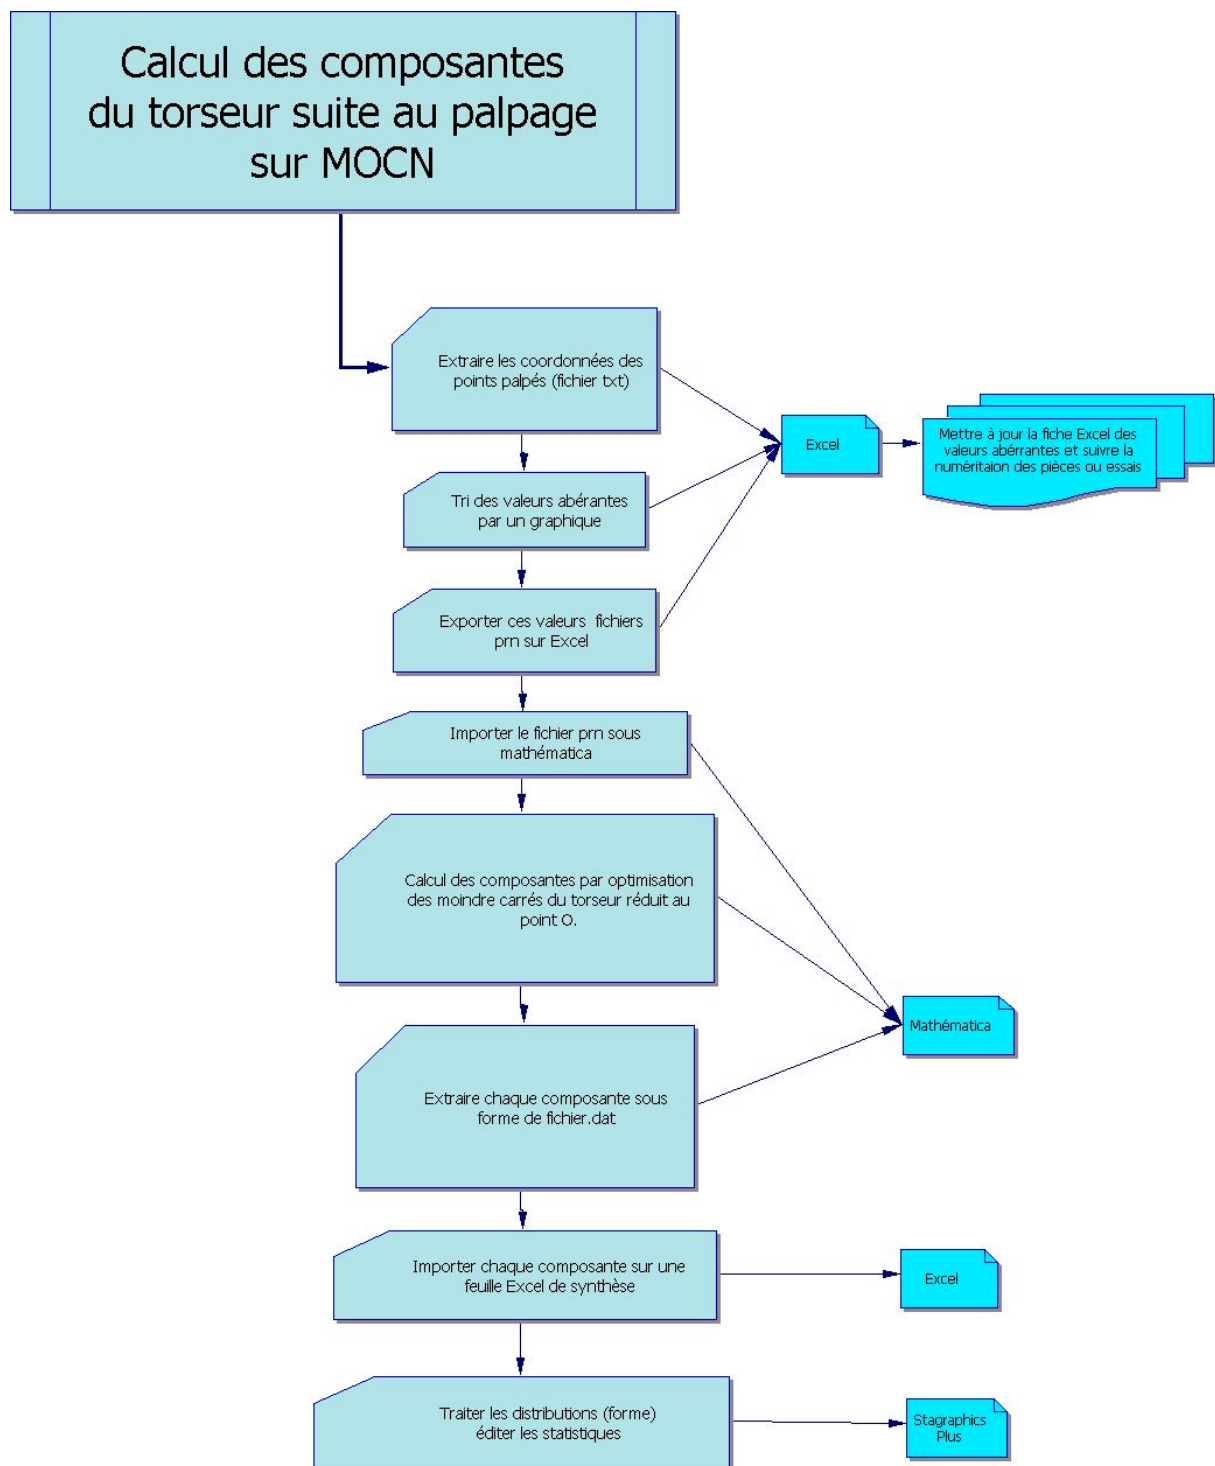 Calcul des composantes
du torseur suite au palpage
sur MOCN
Extraire les coordonnées des
points palpés (fichier txt)
Excel
Mettre à jour la fiche Excel des
valeurs abérrantes et suivre la
numéritaion des pièces ou essais
Tri des valeurs abérantes
par un graphique
Exporter ces valeurs fichiers
prn sur Excel
Importer le fichier prn sous
mathématica
Calcul des composantes par optimisation
des moindre carrés du torseur réduit au
point O.
Mathématica
Extraire chaque composante sous
forme de fichier.dat
Importer chaque composante sur une
feuille Excel de synthèse
Excel
Traiter les distributions (forme)
éditer les statistiques
Stagraphics
Plus